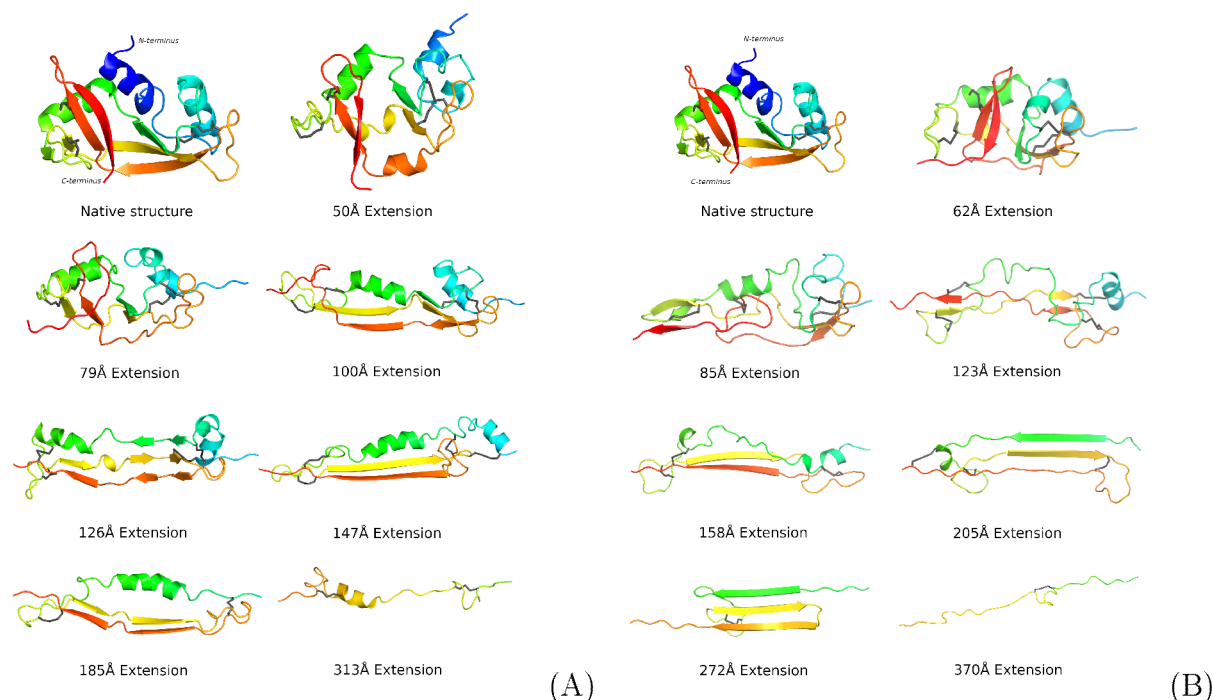 N-terminus
C-terminus
Native structure
50Å Extension
79Å Extension
100Å Extension
126Å Extension
147Å Extension
185Å Extension
313Å Extension
(A)
N-terminus
C-terminus
Native structure
62Å Extension
85Å Extension
123Å Extension
158Å Extension
205Å Extension
272Å Extension
370Å Extension
(B)